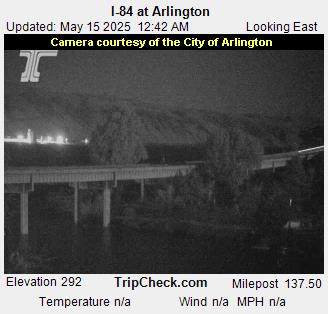 I-84 at Arlington
Updated: May 15 2025 12:42 AM Looking East
Camera courtesy of the City of Arlington
Elevation 292 TripCheck.com Milepost 137.50
Temperature n/a Wind n/a MPH n/a